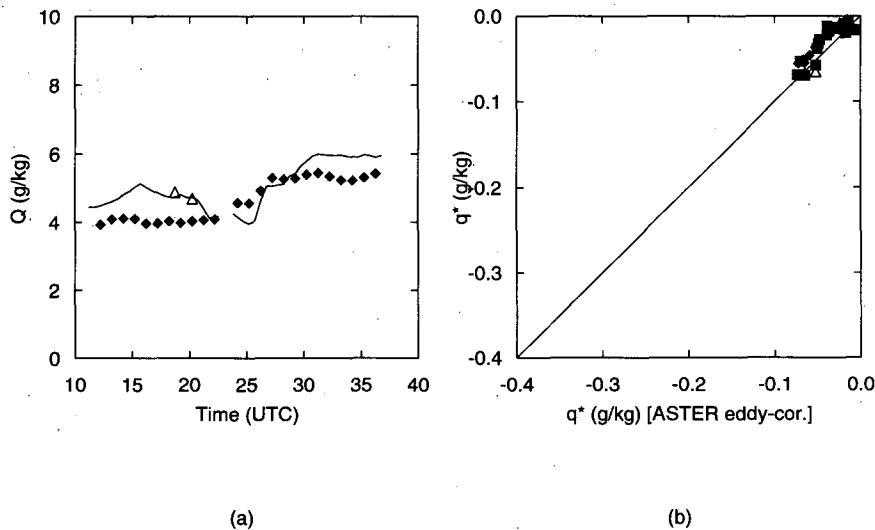 10
8
6
4
2
0
Q (g/kg)
10 15 20 25 30 35 40
Time (UTC)
(a)
0.0
-0.1
-0.2
-0.3
-0.4
q* (g/kg)
-0.4 -0.3 -0.2 -0.1 0.0
q* (g/kg) [ASTER eddy-cor.]
(b)